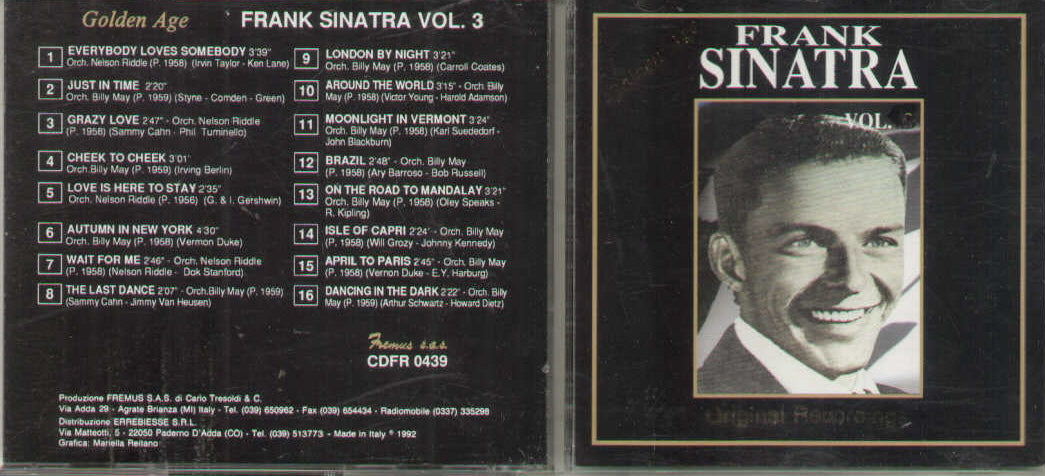 Golden Age FRANK SINATRA VOL. 3
1 EVERYBODY LOVES SOMEBODY 3'39"
Orch. Nelson Riddle (P. 1958) (Irvin Taylor - Ken Lane)
2 JUST IN TIME 2'20"
Orch. Billy May (P. 1959) (Styne - Comden - Green)
3 GRAZY LOVE 2'47" - Orch. Nelson Riddle
(P. 1958) (Sammy Cahn - Phil Tuminello)
4 CHEEK TO CHEEK 3'01"
Orch.Billy May (P. 1959) (Irving Berlin)
5 LOVE IS HERE TO STAY 2'35"
Orch. Nelson Riddle (P. 1956) (G. & I. Gershwin)
6 AUTUMN IN NEW YORK 4'30"
Orch. Billy May (P. 1958) (Vermon Duke)
7 WAIT FOR ME 2'46" - Orch. Nelson Riddle
(P. 1958) (Nelson Riddle - Dok Stanford)
8 THE LAST DANCE 2'07" - Orch.Billy May (P. 1959)
(Sammy Cahn - Jimmy Van Heusen)
9 LONDON BY NIGHT 3'21"
Orch. Billy May (P. 1958) (Carroll Coates)
10 AROUND THE WORLD 3'15" - Orch. Billy
May (P. 1958) (Victor Young - Harold Adamson)
11 MOONLIGHT IN VERMONT 3'24"
Orch. Billy May (P. 1958) (Karl Suededorf -
John Blackburn)
12 BRAZIL 2'48" - Orch. Billy May
(P. 1958) (Ary Barroso - Bob Russell)
13 ON THE ROAD TO MANDALAY 3'21"
Orch. Billy May (P. 1958) (Oley Speaks -
R. Kipling)
14 ISLE OF CAPRI 2'24' - Orch. Billy May
(P. 1958) (Will Grozy - Johnny Kennedy)
15 APRIL TO PARIS 2'45" - Orch. Billy May
(P. 1958) (Vernon Duke - E.Y. Harburg)
16 DANCING IN THE DARK 2'22" - Orch. Billy
May (P. 1959) (Arthur Schwartz - Howard Dietz)
Fremus s.a.s.
CDFR 0439
Produzione FREMUS S.A.S. di Carlo Tresoldi & C.
Via Adda 29 - Agrate Brianza (MI) Italy - Tel. (039) 650962 - Fax (039) 654434 - Radiomobile (0337) 335298
Distribuzione ERREBIESSE S.R.L.
Via Matteotti, 5 - 22050 Paderno D'Adda (CO) - Tel. (039) 513773 - Made in Italy © 1992
Grafica: Mariella Reitano
FRANK
SINATRA
VOL.
Original Recording